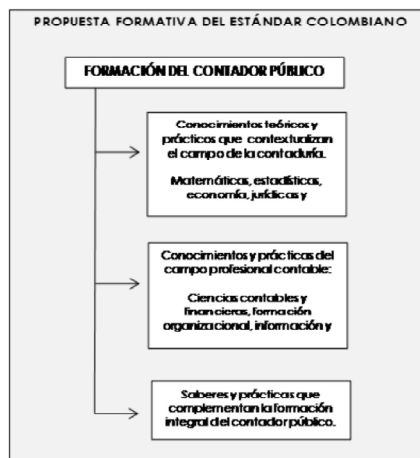 PROPUESTA FORMATIVA DEL ESTÁNDAR COLOMBIANO
FORMACIÓN DEL CONTADOR PÚBLICO
Conocimientos teóricos y
prácticos que contextualizan
el campo de la contaduría.
Matemáticas, estadísticas,
economía, jurídicas y
Conocimientos y prácticas del
campo profesional contable:
Ciencias contables y
financieras, formación
organizacional, información y
Saberes y prácticas que
complementan la formación
integral del contador público.